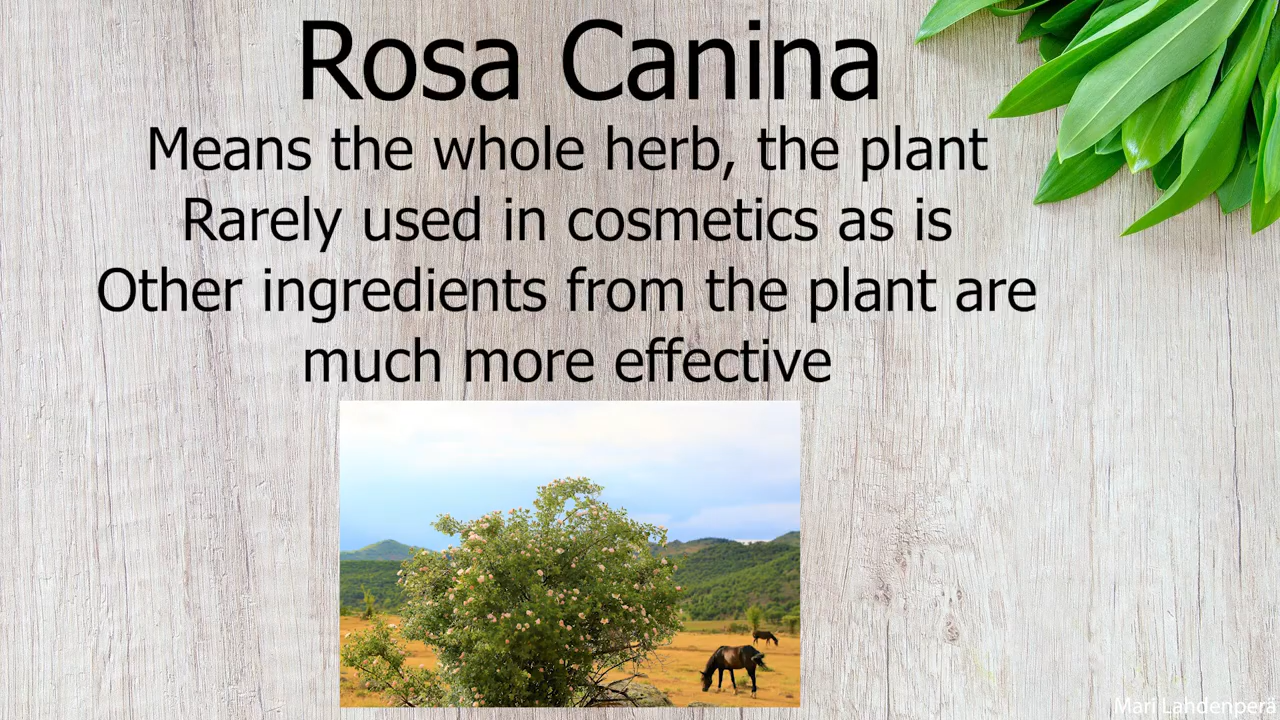 Rosa Canina
Means the whole herb, the plant
Rarely used in cosmetics as is
Other ingredients from the plant are
much more effective
Mari Lahdenperä